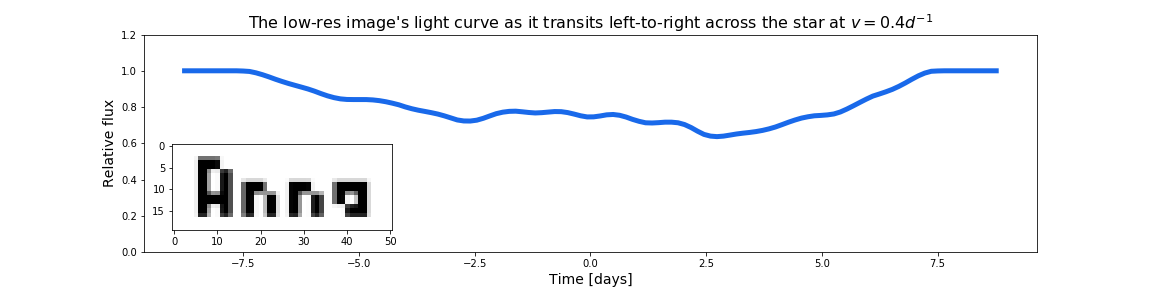 The low-res image's light curve as it transits left-to-right across the star at v = 0.4d⁻¹
1.2
1.0
0.8
0.6
0.4
0.2
0.0
Relative flux
0
5
10
15
Anna
0 10 20 30 40 50
−7.5 −5.0 −2.5 0.0 2.5 5.0 7.5
Time [days]